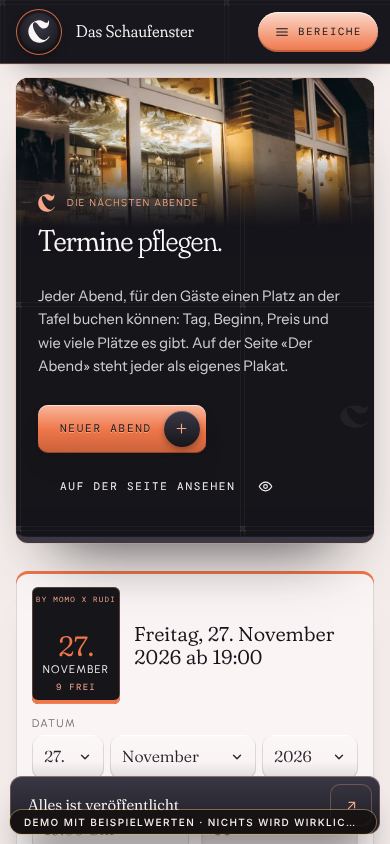 Das Schaufenster
BEREICHE
DIE NÄCHSTEN ABENDE
Termine pflegen.
Jeder Abend, für den Gäste einen Platz an der
Tafel buchen können: Tag, Beginn, Preis und
wie viele Plätze es gibt. Auf der Seite «Der
Abend» steht jeder als eigenes Plakat.
NEUER ABEND
AUF DER SEITE ANSEHEN
BY MOMO X RUDI
27.
NOVEMBER
9 FREI
Freitag, 27. November
2026 ab 19:00
DATUM
27.
November
2026
Alles ist veröffentlicht
DEMO MIT BEISPIELWERTEN · NICHTS WIRD WIRKLIC…